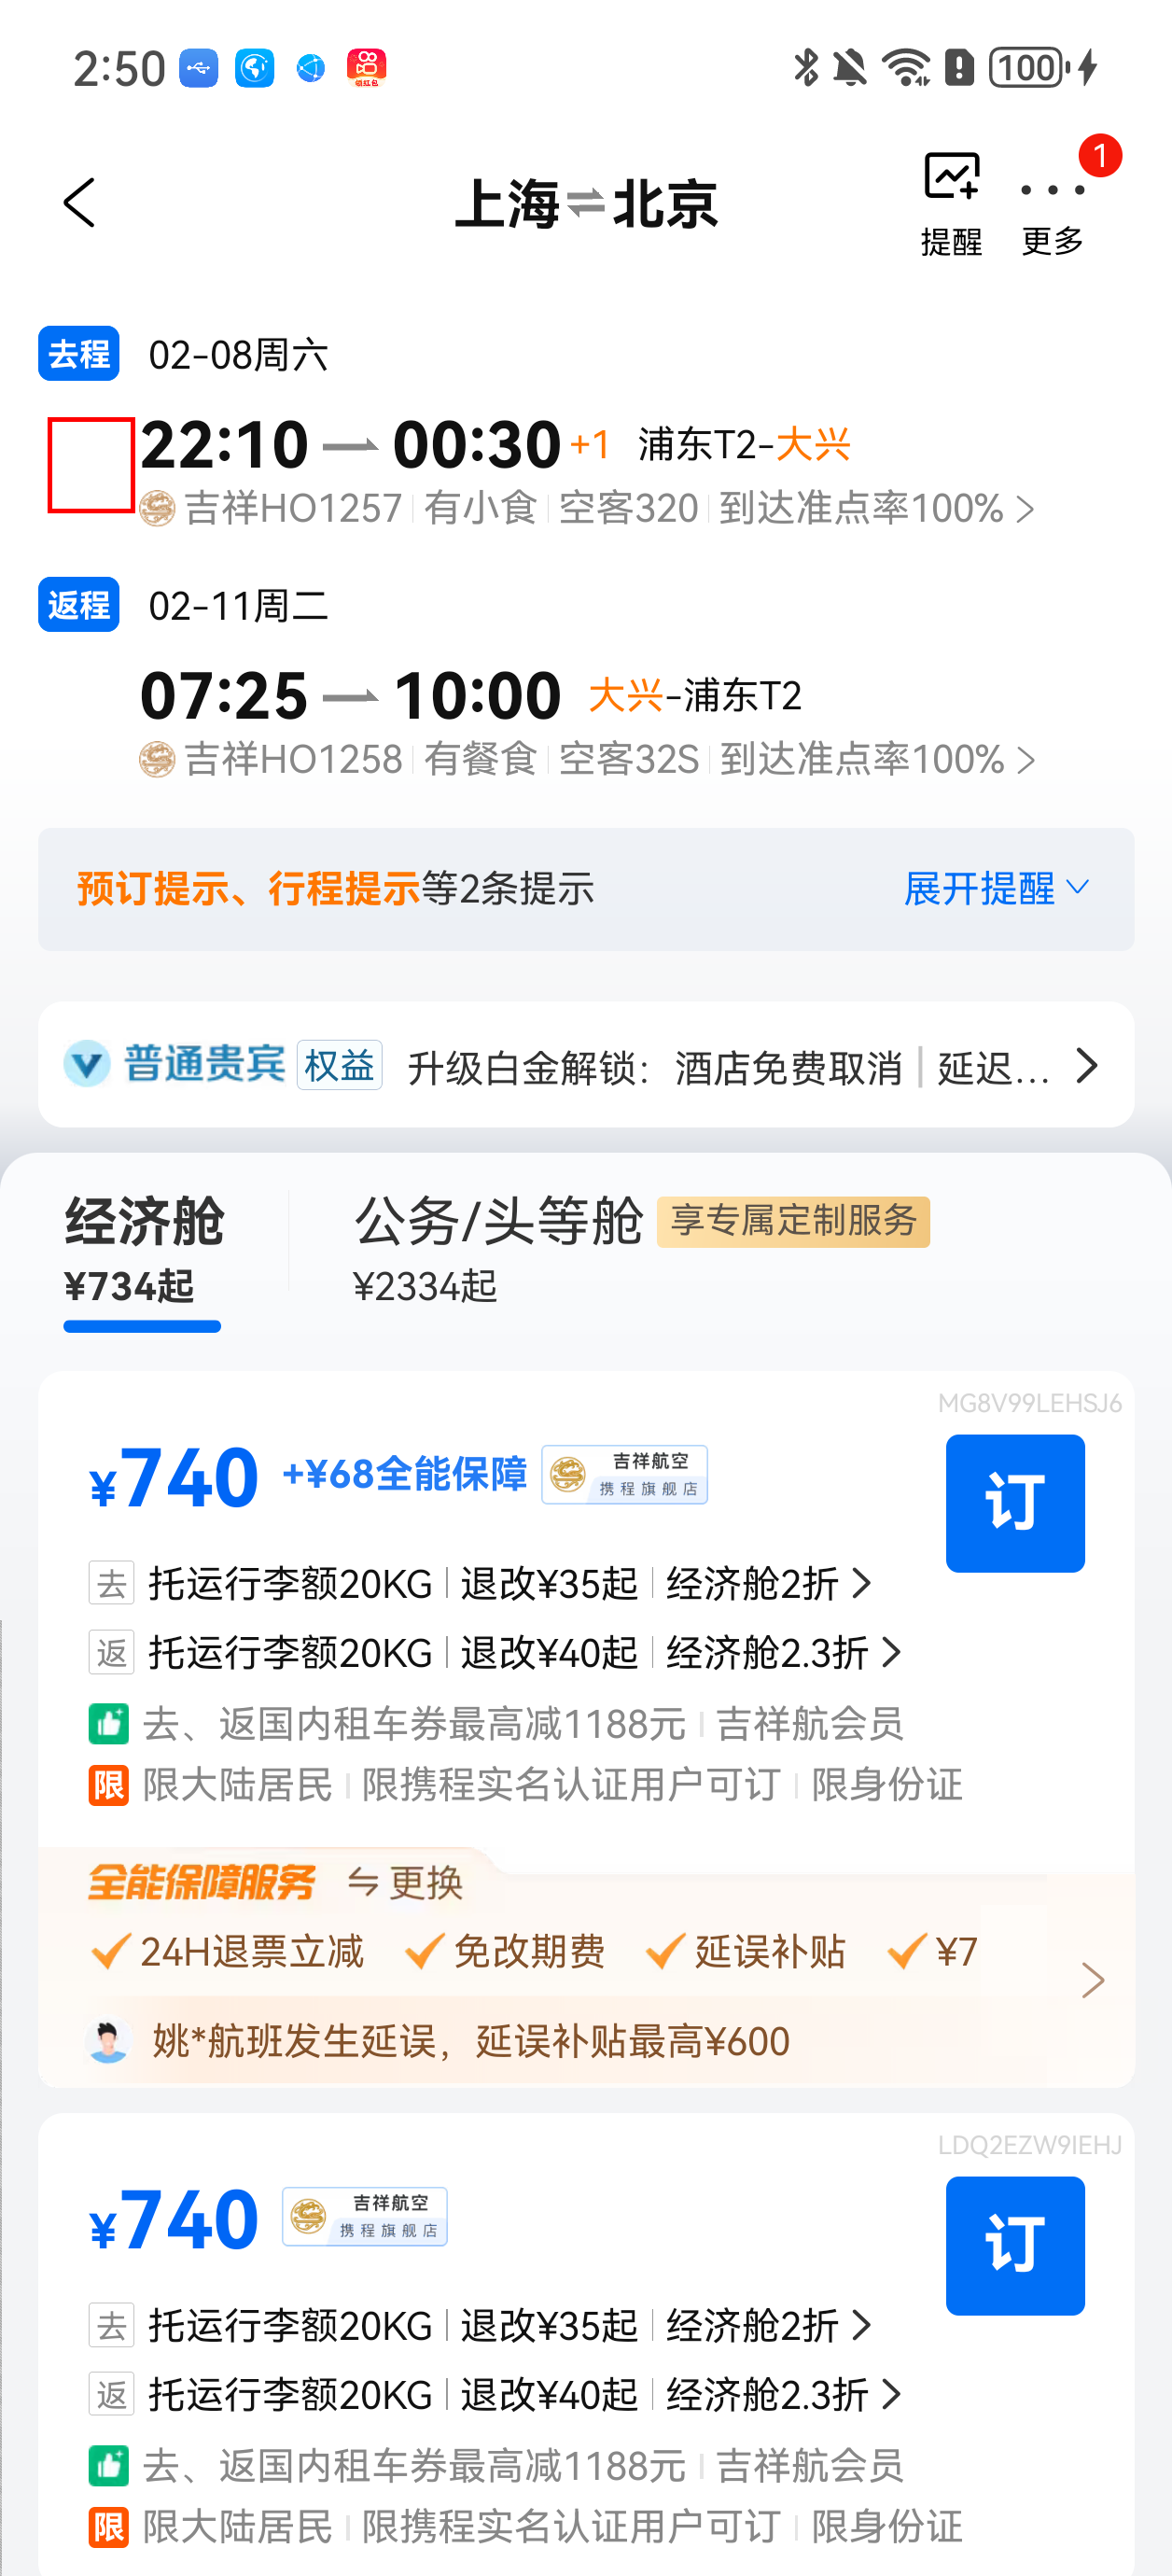 2:50 领红包 100
上海⇌北京
1
提醒 更多
去程 02-08周六
22:10 00:30 +1 浦东T2-大兴
吉祥HO1257 有小食 空客320 到达准点率100%
返程 02-11周二
07:25 10:00 大兴-浦东T2
吉祥HO1258 有餐食 空客32S 到达准点率100%
预订提示、行程提示等2条提示 展开提醒
普通贵宾 权益 升级白金解锁：酒店免费取消 | 延迟...
经济舱 公务/头等舱 享专属定制服务
¥734起 ¥2334起
MG8V99LEHSJ6
¥740 +¥68全能保障 吉祥航空 携程旗舰店 订
去 托运行李额20KG 退改¥35起 经济舱2折
返 托运行李额20KG 退改¥40起 经济舱2.3折
去、返国内租车券最高减1188元 吉祥航会员
限 限大陆居民 限携程实名认证用户可订 限身份证
全能保障服务 更换
24H退票立减 免改期费 延误补贴 ¥7
姚*航班发生延误，延误补贴最高¥600
LDQ2EZW9IEHJ
¥740 吉祥航空 携程旗舰店 订
去 托运行李额20KG 退改¥35起 经济舱2折
返 托运行李额20KG 退改¥40起 经济舱2.3折
去、返国内租车券最高减1188元 吉祥航会员
限 限大陆居民 限携程实名认证用户可订 限身份证